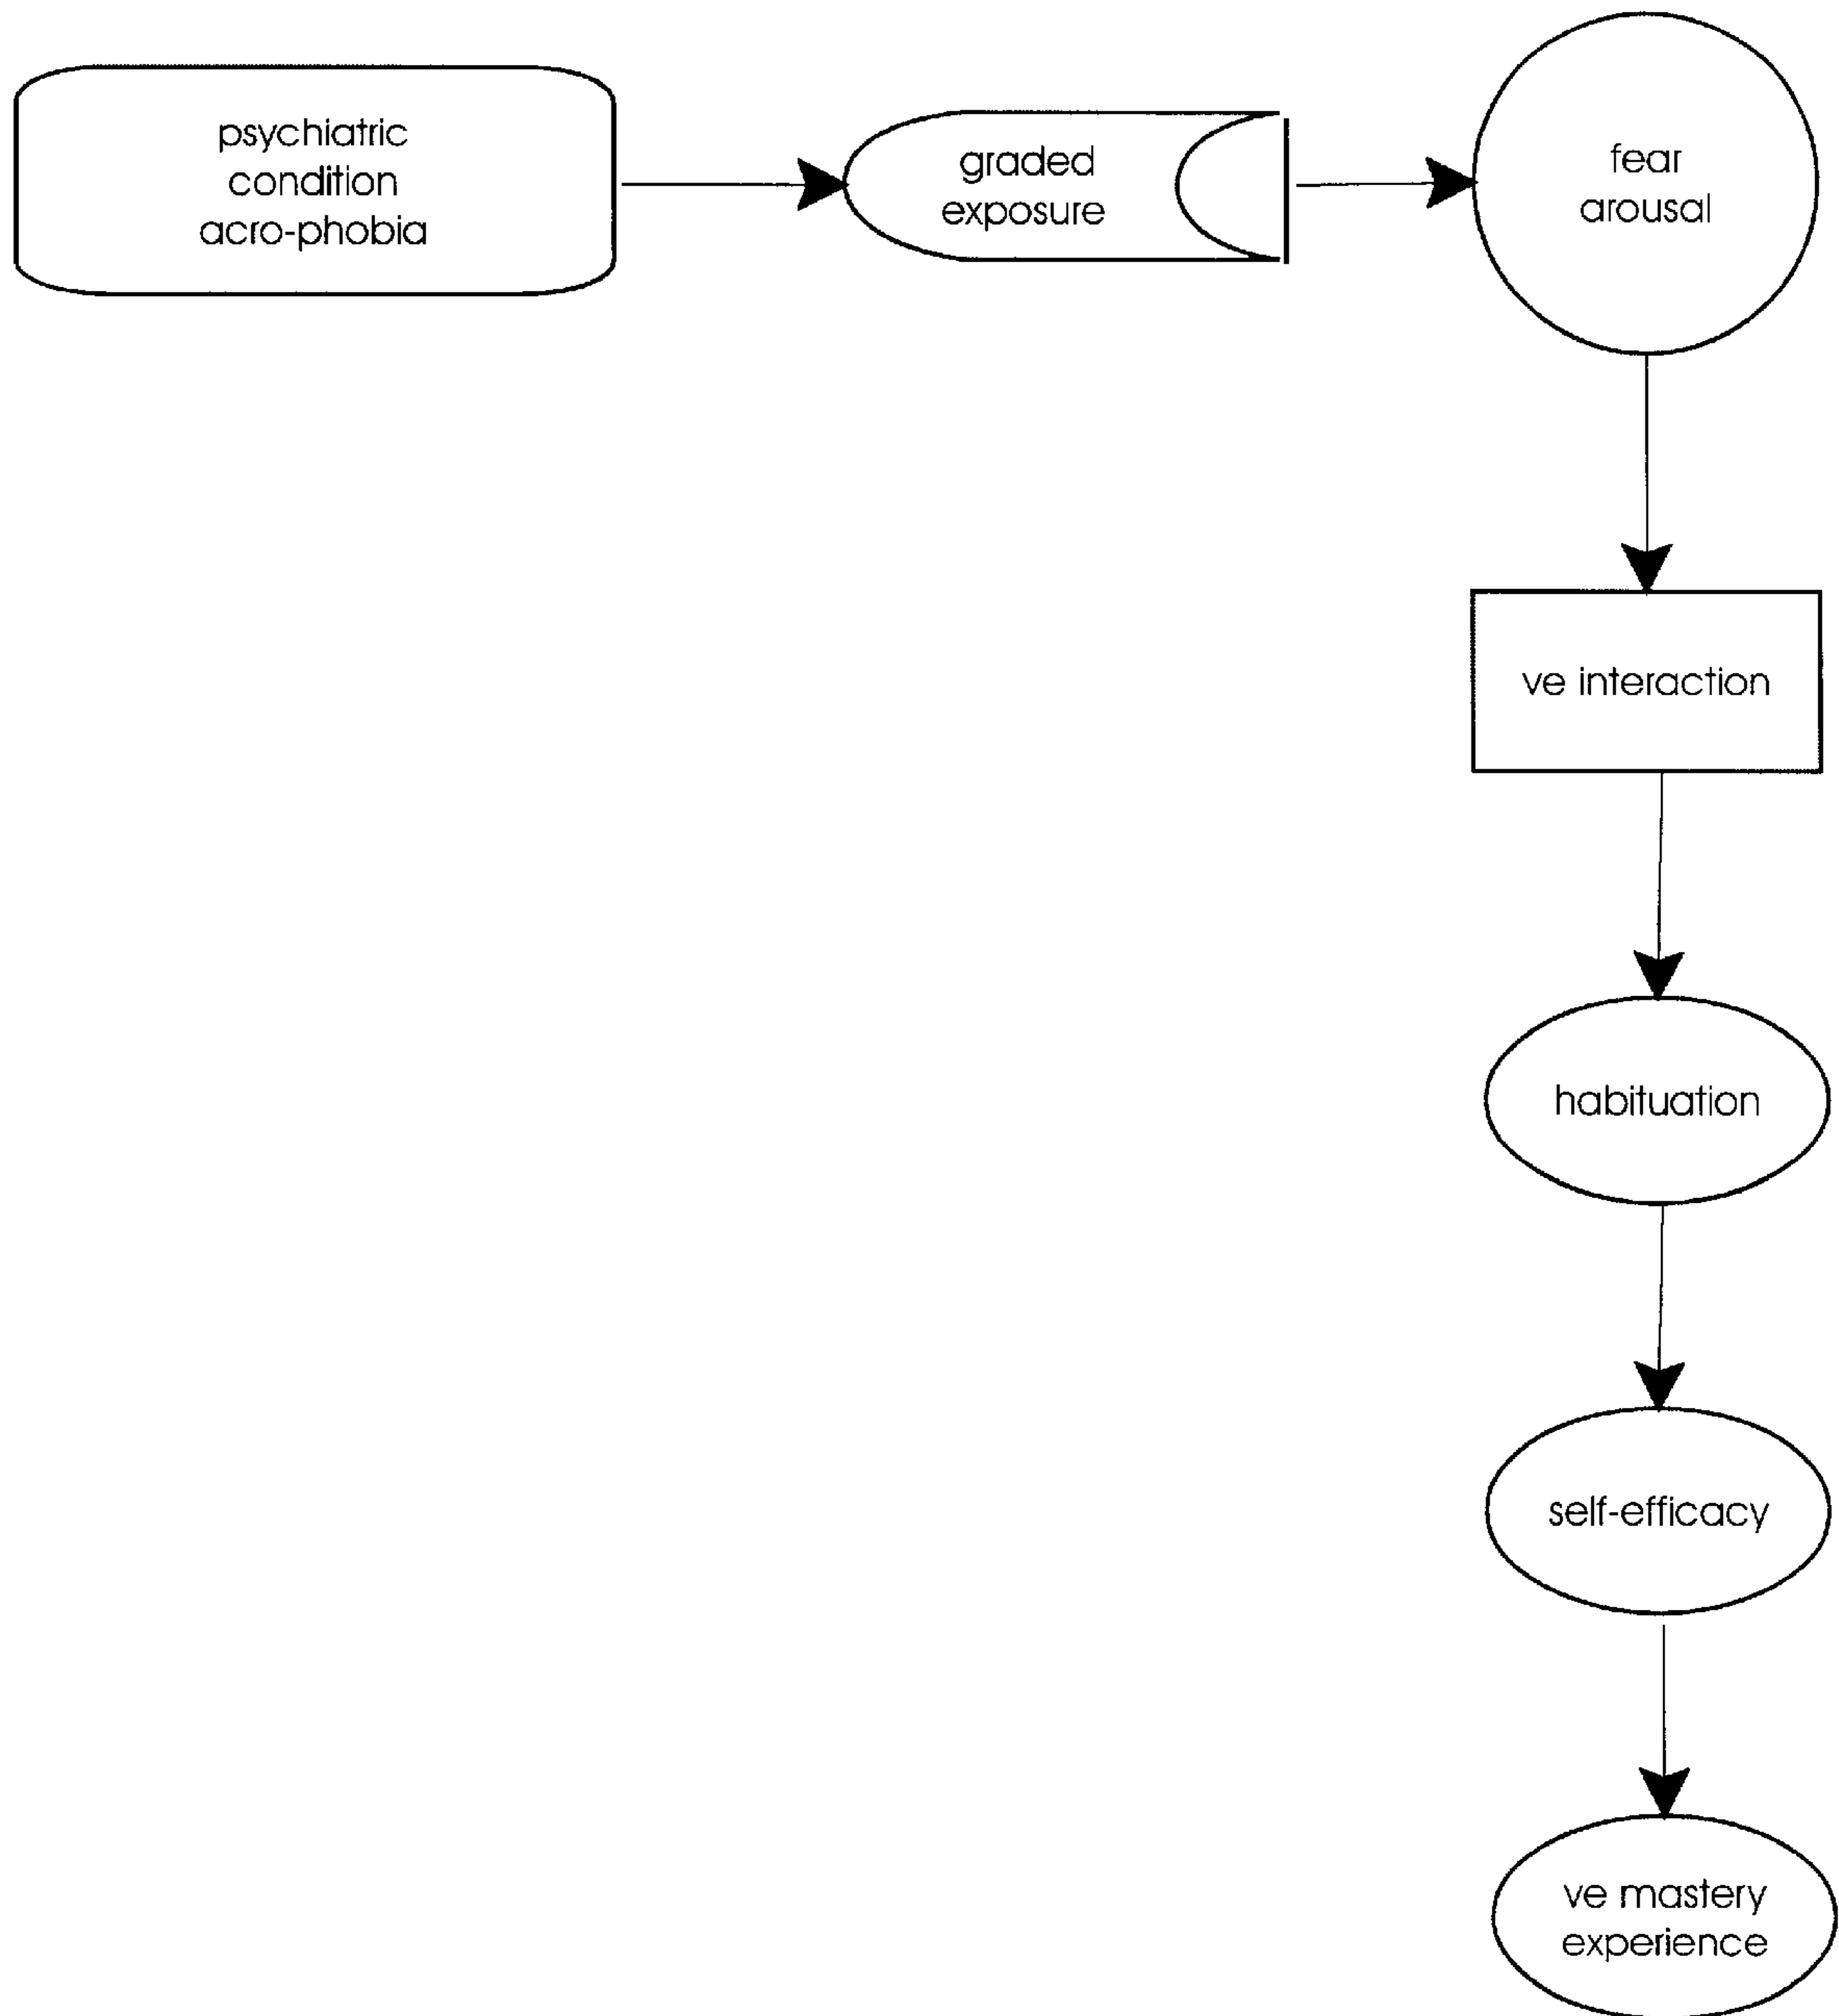 psychiatric
condition
acro-phobia
graded
exposure
fear
arousal
ve interaction
habituation
self-efficacy
ve mastery
experience